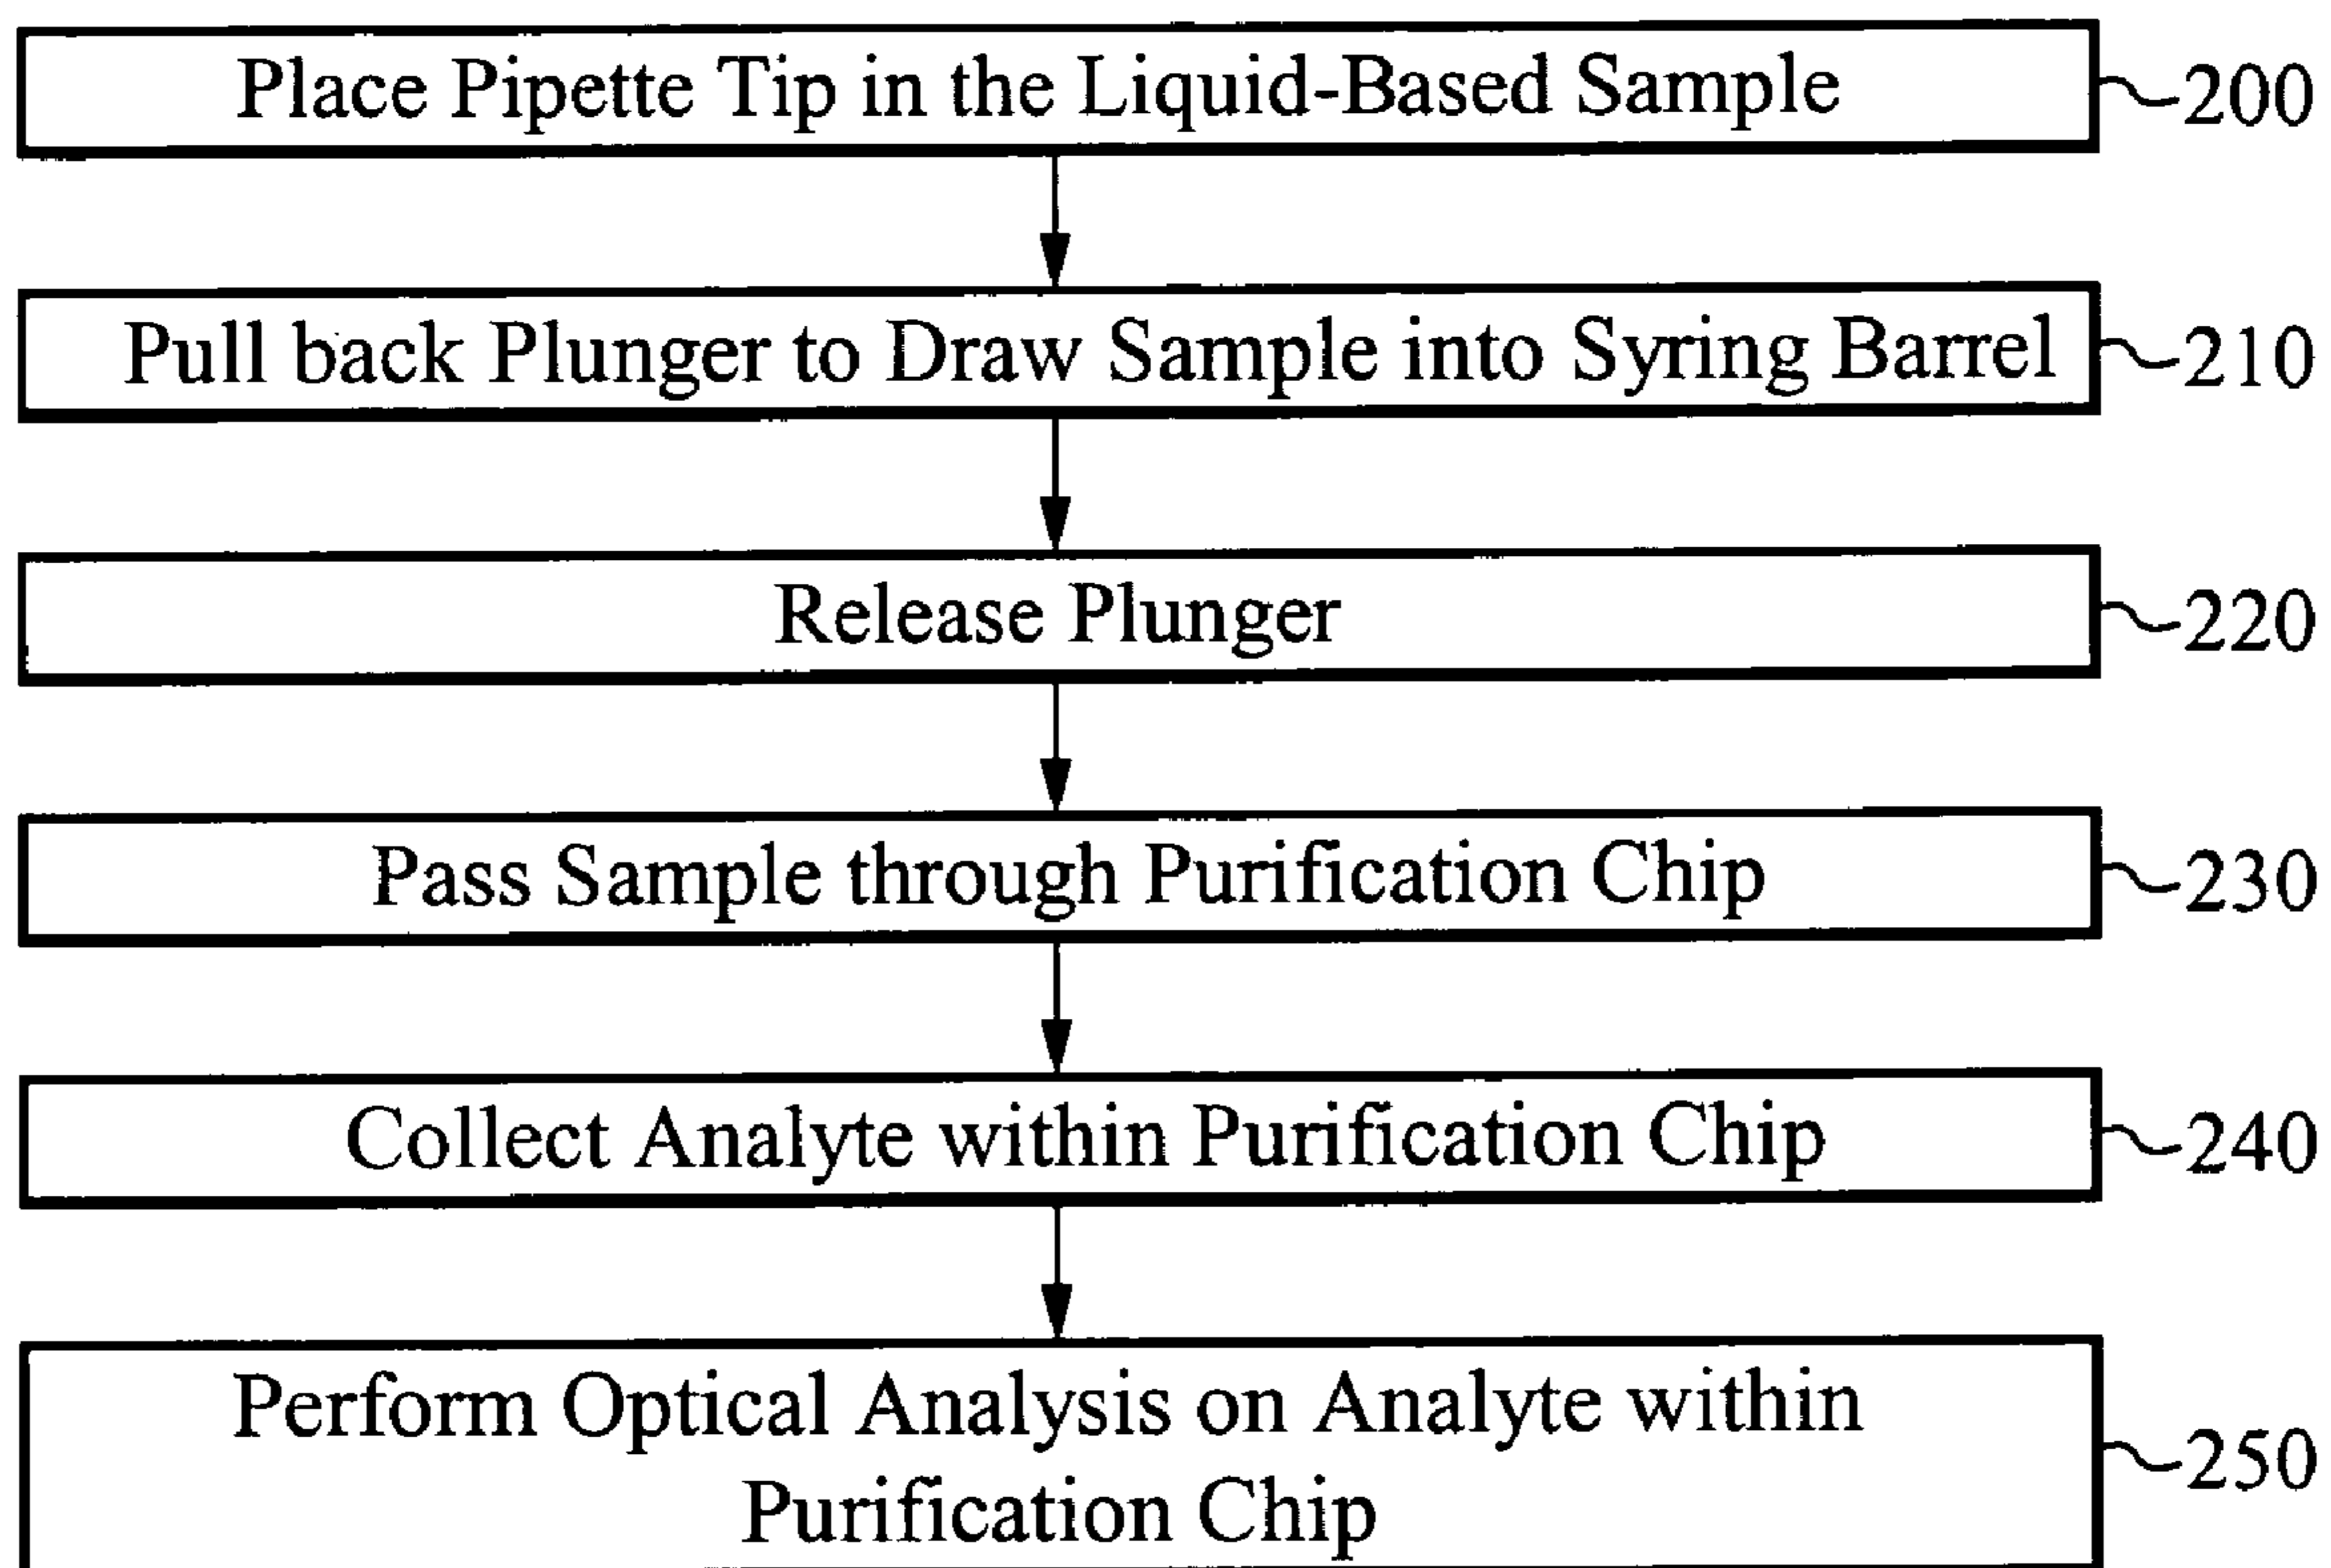 Place Pipette Tip in the Liquid-Based Sample 200
Pull back Plunger to Draw Sample into Syring Barrel 210
Release Plunger 220
Pass Sample through Purification Chip 230
Collect Analyte within Purification Chip 240
Perform Optical Analysis on Analyte within
Purification Chip 250